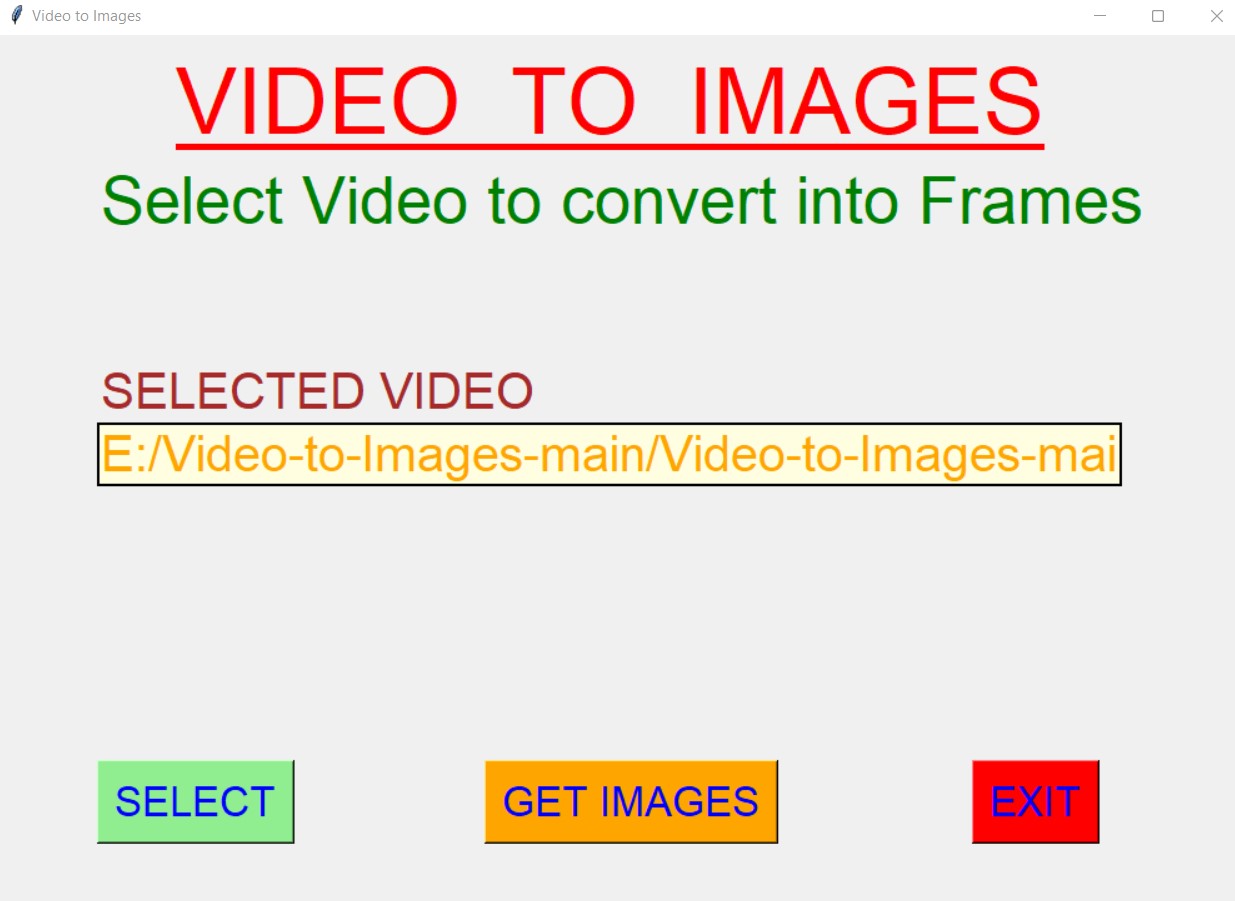 Video to Images
VIDEO TO IMAGES
Select Video to convert into Frames
SELECTED VIDEO
E:/Video-to-Images-main/Video-to-Images-mai
SELECT
GET IMAGES
EXIT